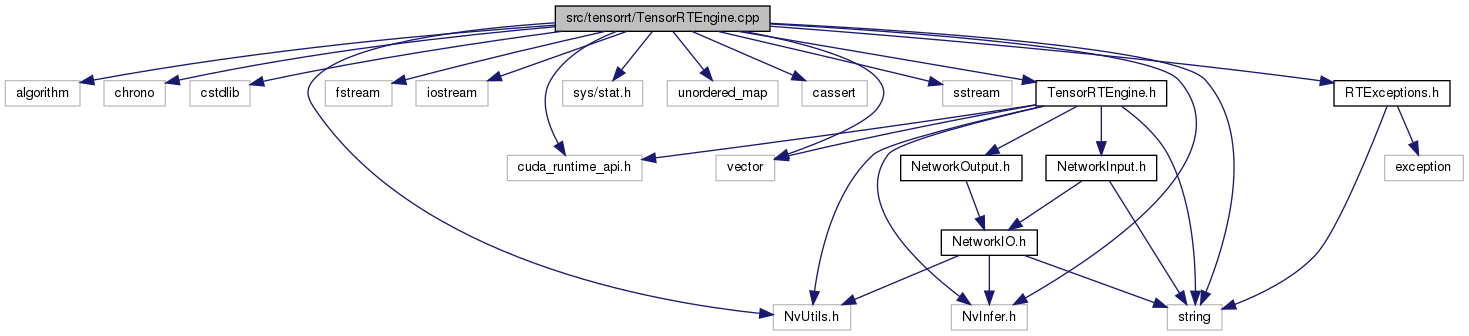 src/tensorrt/TensorRTEngine.cpp
algorithm
chrono
cstdlib
fstream
iostream
sys/stat.h
unordered_map
cassert
sstream
TensorRTEngine.h
RTExceptions.h
cuda_runtime_api.h
vector
NetworkOutput.h
NetworkInput.h
exception
NetworkIO.h
NvUtils.h
NvInfer.h
string